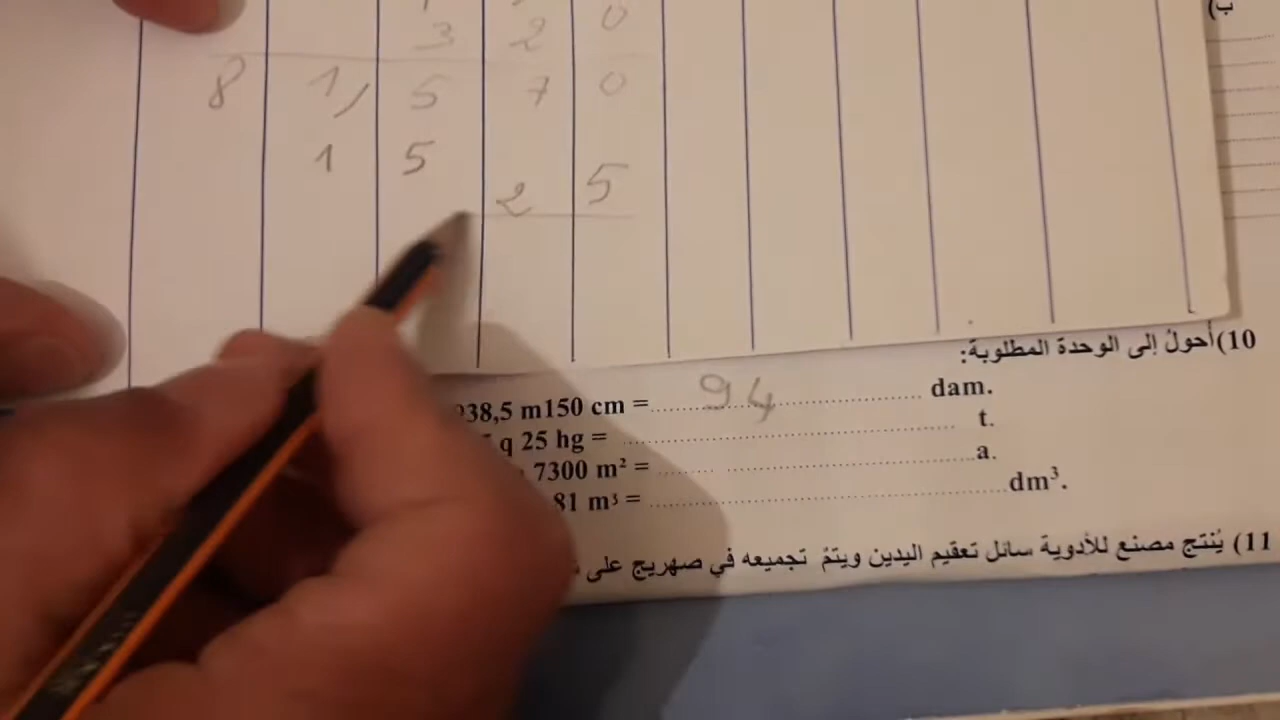 ب)
3 2 0
8 1, 5 7 0
1 5
2 5
10)أحول إلى الوحدة المطلوبة:
38,5 m150 cm = 94 dam.
q 25 hg = t.
7300 m² = a.
81 m³ = dm³.
11) يُنتج مصنع للأدوية سائل تعقيم اليدين ويتمّ تجميعه في صهريج على